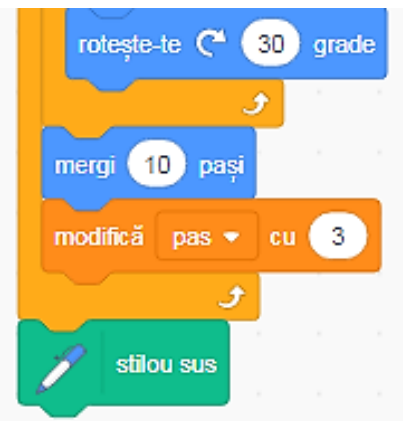 rotește-te 30 grade
mergi 10 pași
modifică pas cu 3
stilou sus